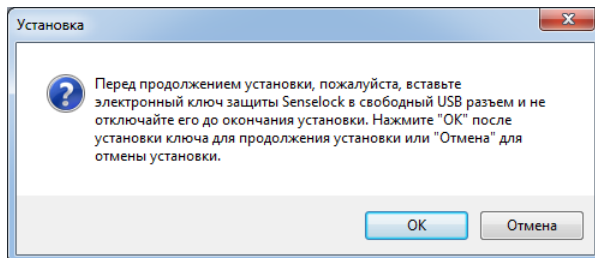 Установка
Перед продолжением установки, пожалуйста, вставьте
электронный ключ защиты Senselock в свободный USB разъем и не
отключайте его до окончания установки. Нажмите "ОК" после
установки ключа для продолжения установки или "Отмена" для
отмены установки.
ОК
Отмена